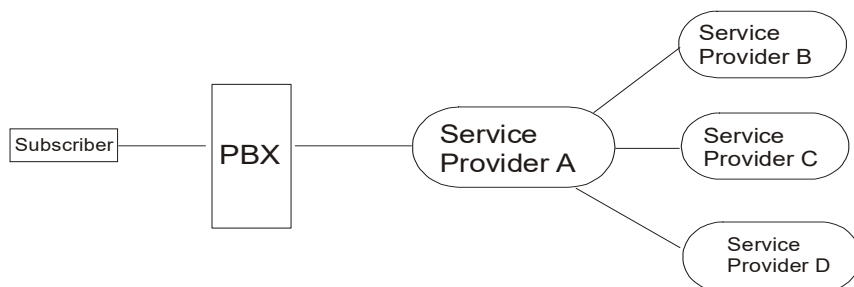 Subscriber
PBX
Service
Provider A
Service
Provider B
Service
Provider C
Service
Provider D